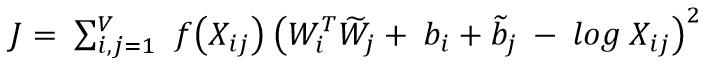 J = ∑_{i,j=1}^{V} f(X_{ij}) (W_i^T W̃_j + b_i + b̃_j − log X_{ij})^2